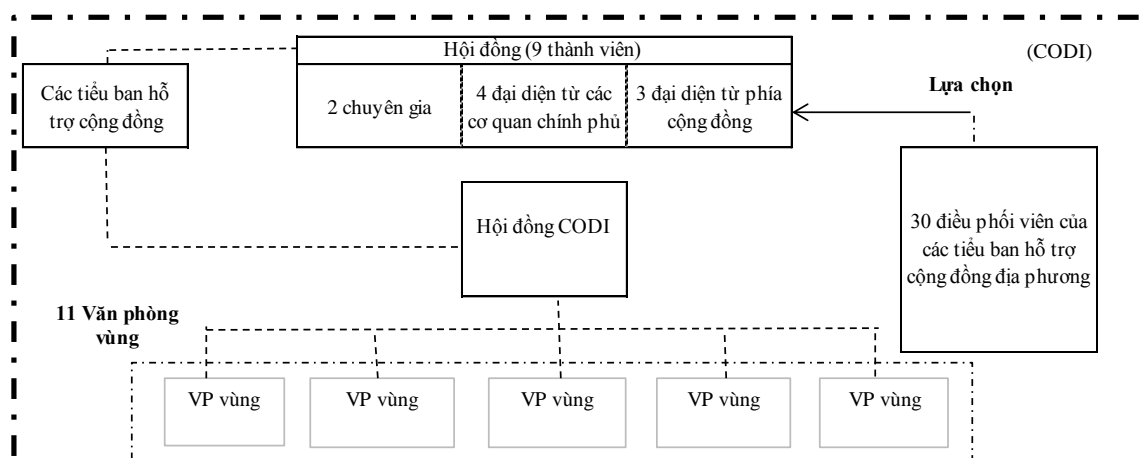 Hội đồng (9 thành viên)
(CODI)
Các tiểu ban hỗ
trợ cộng đồng
2 chuyên gia
4 đại diện từ các
cơ quan chính phủ
3 đại diện từ phía
cộng đồng
Lựa chọn
Hội đồng CODI
30 điều phối viên của
các tiểu ban hỗ trợ
cộng đồng địa phương
11 Văn phòng
vùng
VP vùng
VP vùng
VP vùng
VP vùng
VP vùng